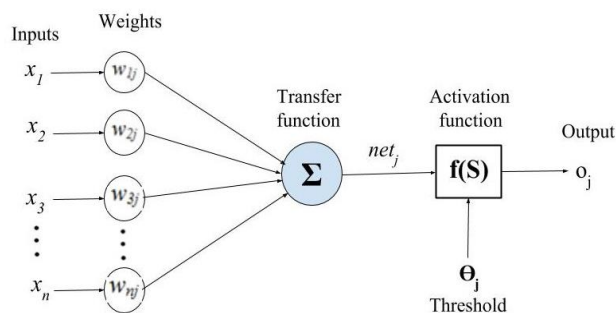 Inputs
Weights
x1
w1j
x2
w2j
x3
w3j
xn
wnj
Transfer
function
Σ
netj
Activation
function
f(S)
Output
oj
Θj
Threshold